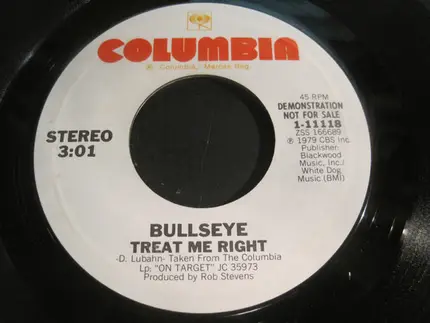 COLUMBIA
® Columbia, Marcas Reg.
45 RPM
DEMONSTRATION
NOT FOR SALE
1-11118
ZSS 166689
℗ 1979 CBS Inc.
Publisher:
Blackwood
Music, Inc./
White Dog
Music (BMI)
STEREO
3:01
BULLSEYE
TREAT ME RIGHT
-D. Lubahn- Taken From The Columbia
Lp. "ON TARGET" JC 35973
Produced by Rob Stevens